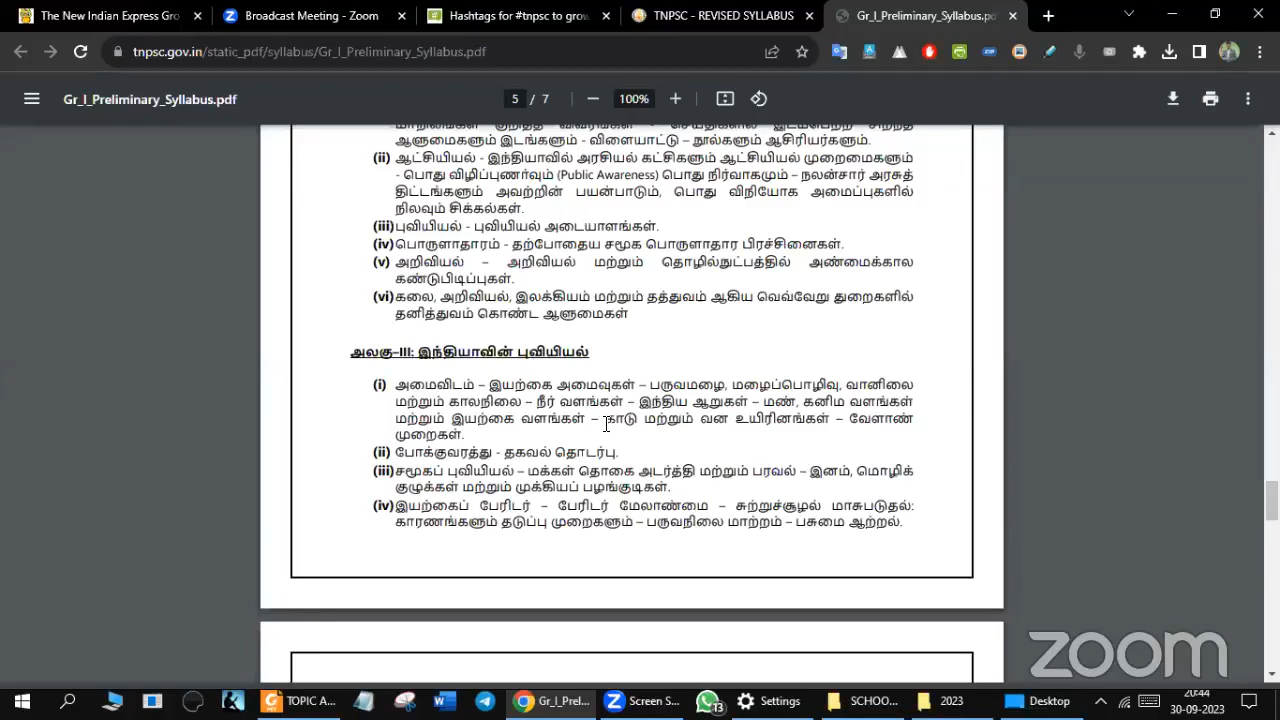 The New Indian Express Gro
Broadcast Meeting - Zoom
Hashtags for #tnpsc to grow
TNPSC - REVISED SYLLABUS
Gr_I_Preliminary_Syllabus.pdf
tnpsc.gov.in/static_pdf/syllabus/Gr_I_Preliminary_Syllabus.pdf
Gr_I_Preliminary_Syllabus.pdf
5 / 7
100%
ஆளுமைகளும் இடங்களும் - விளையாட்டு – நூல்களும் ஆசிரியர்களும்.
(ii) ஆட்சியியல் - இந்தியாவில் அரசியல் கட்சிகளும் ஆட்சியியல் முறைமைகளும்
- பொது விழிப்புணர்வும் (Public Awareness) பொது நிர்வாகமும் – நலன்சார் அரசுத்
திட்டங்களும் அவற்றின் பயன்பாடும், பொது விநியோக அமைப்புகளில்
நிலவும் சிக்கல்கள்.
(iii) புவியியல் - புவியியல் அடையாளங்கள்.
(iv) பொருளாதாரம் - தற்போதைய சமூக பொருளாதார பிரச்சினைகள்.
(v) அறிவியல் – அறிவியல் மற்றும் தொழில்நுட்பத்தில் அண்மைக்கால
கண்டுபிடிப்புகள்.
(vi) கலை, அறிவியல், இலக்கியம் மற்றும் தத்துவம் ஆகிய வெவ்வேறு துறைகளில்
தனித்துவம் கொண்ட ஆளுமைகள்
அலகு–III: இந்தியாவின் புவியியல்
(i) அமைவிடம் – இயற்கை அமைவுகள் – பருவமழை, மழைப்பொழிவு, வானிலை
மற்றும் காலநிலை – நீர் வளங்கள் – இந்திய ஆறுகள் – மண், கனிம வளங்கள்
மற்றும் இயற்கை வளங்கள் – காடு மற்றும் வன உயிரினங்கள் – வேளாண்
முறைகள்.
(ii) போக்குவரத்து - தகவல் தொடர்பு.
(iii) சமூகப் புவியியல் – மக்கள் தொகை அடர்த்தி மற்றும் பரவல் – இனம், மொழிக்
குழுக்கள் மற்றும் முக்கியப் பழங்குடிகள்.
(iv) இயற்கைப் பேரிடர் – பேரிடர் மேலாண்மை – சுற்றுச்சூழல் மாசுபடுதல்:
காரணங்களும் தடுப்பு முறைகளும் – பருவநிலை மாற்றம் – பசுமை ஆற்றல்.
zoom
TOPIC A...
Gr_I_Prel...
Screen S...
13
Settings
SCHOO...
2023
Desktop
20:44
30-09-2023